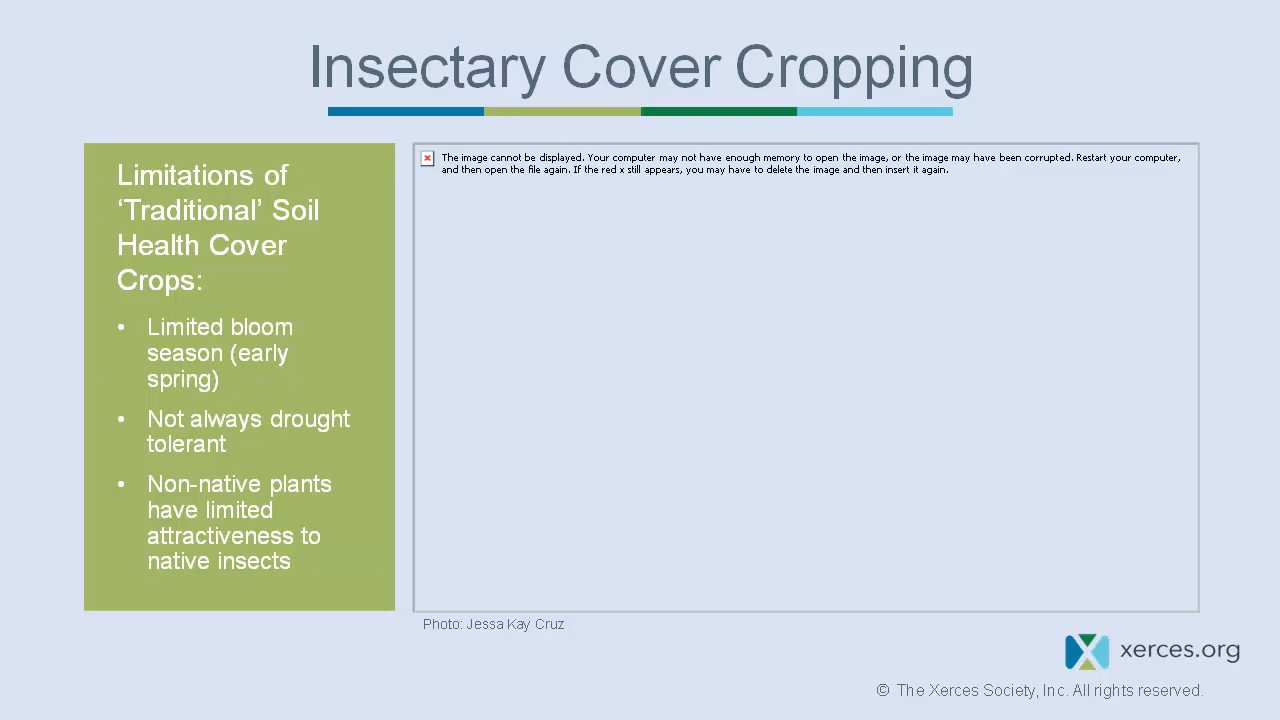 Insectary Cover Cropping
Limitations of
‘Traditional’ Soil
Health Cover
Crops:
• Limited bloom
season (early
spring)
• Not always drought
tolerant
• Non-native plants
have limited
attractiveness to
native insects
The image cannot be displayed. Your computer may not have enough memory to open the image, or the image may have been corrupted. Restart your computer,
and then open the file again. If the red x still appears, you may have to delete the image and then insert it again.
Photo: Jessa Kay Cruz
xerces.org
© The Xerces Society, Inc. All rights reserved.